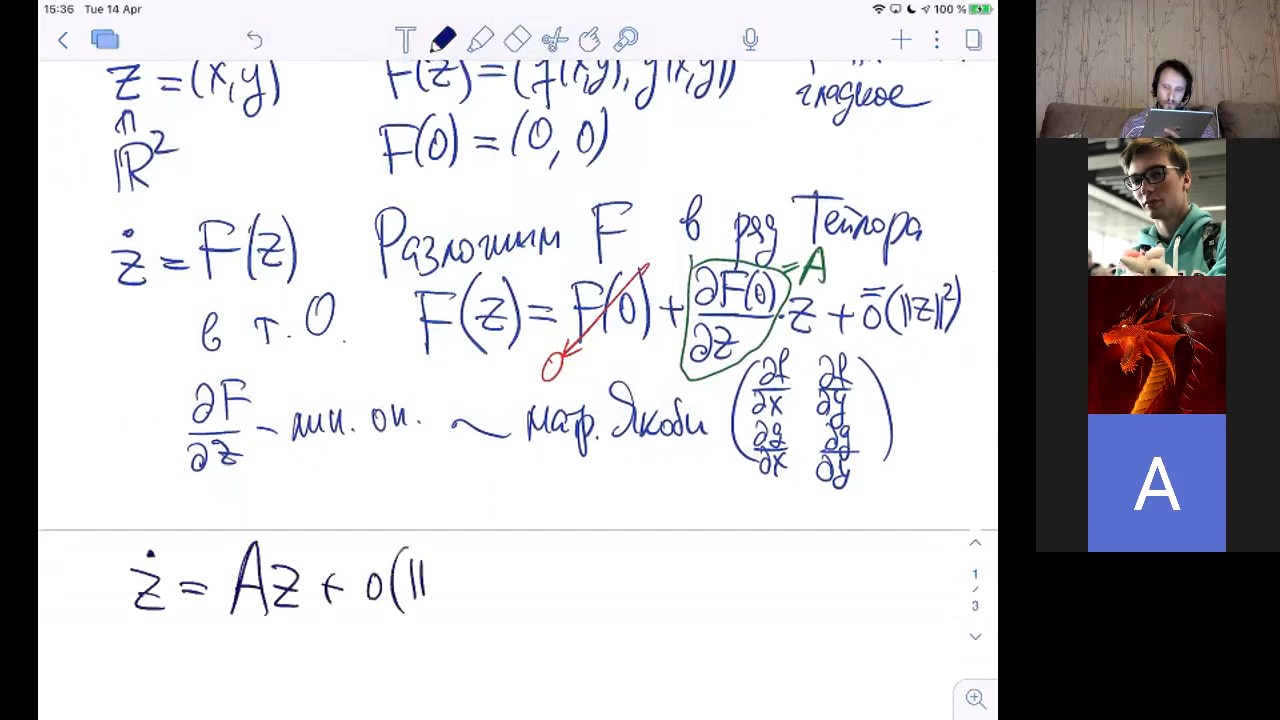 15:36 Tue 14 Apr 100 %
z = (x,y) F(z) = (f(x,y), g(x,y)) гладкое
∈
ℝ² F(0) = (0, 0)
ż = F(z) Разложим F в ряд Тейлора
= A
в т. 0. F(z) = F(0) + ∂F(0)/∂z · z + ō(‖z‖²)
0
∂F/∂z - лин. оп. ~ матр. Якоби (∂f/∂x ∂f/∂y
∂g/∂x ∂g/∂y)
ż = Az + o(‖
1 / 3
A